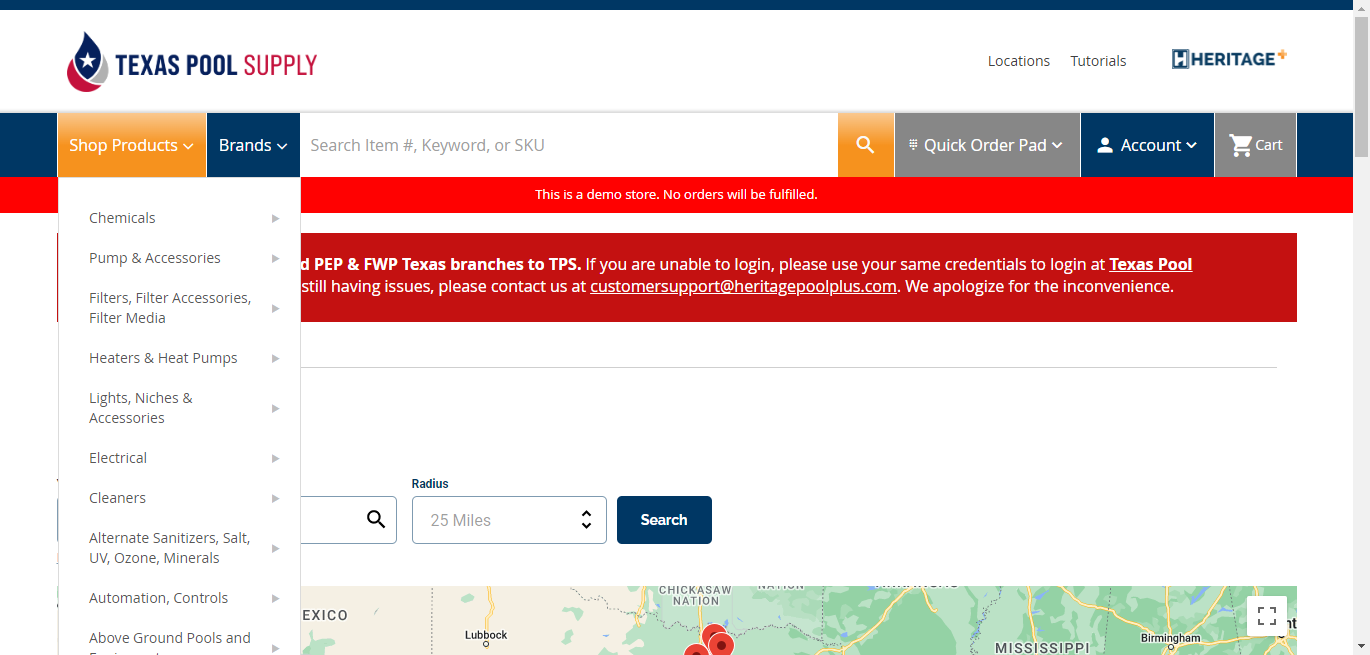 TEXAS POOL SUPPLY
Locations
Tutorials
HERITAGE+
Shop Products
Brands
Search Item #, Keyword, or SKU
Quick Order Pad
Account
Cart
This is a demo store. No orders will be fulfilled.
Chemicals
Pump & Accessories
Filters, Filter Accessories,
Filter Media
Heaters & Heat Pumps
Lights, Niches &
Accessories
Electrical
Cleaners
Alternate Sanitizers, Salt,
UV, Ozone, Minerals
Automation, Controls
Above Ground Pools and
PEP & FWP Texas branches to TPS. If you are unable to login, please use your same credentials to login at Texas Pool
still having issues, please contact us at customersupport@heritagepoolplus.com. We apologize for the inconvenience.
Radius
25 Miles
Search
CHICKASAW
NATION
NATION
EXICO
Lubbock
Birmingham
MISSISSIPPI